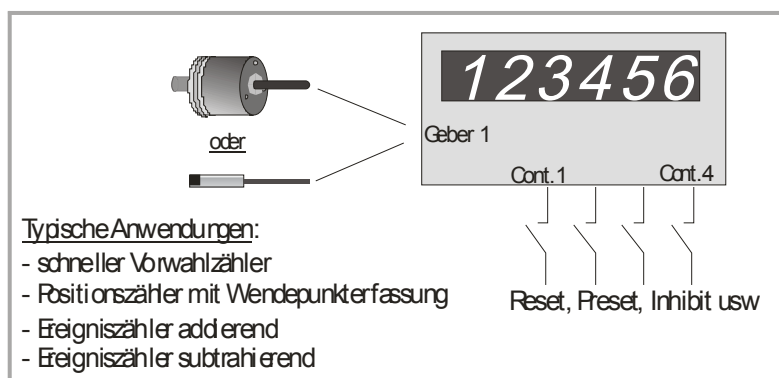 123456
oder
Geber 1
Cont.1 Cont.4
Typische Anwendungen:
- schneller Vorwahlzähler
- Positionszähler mit Wendepunkterfassung
- Ereigniszähler addierend
- Ereigniszähler subtrahierend
Reset, Preset, Inhibit usw